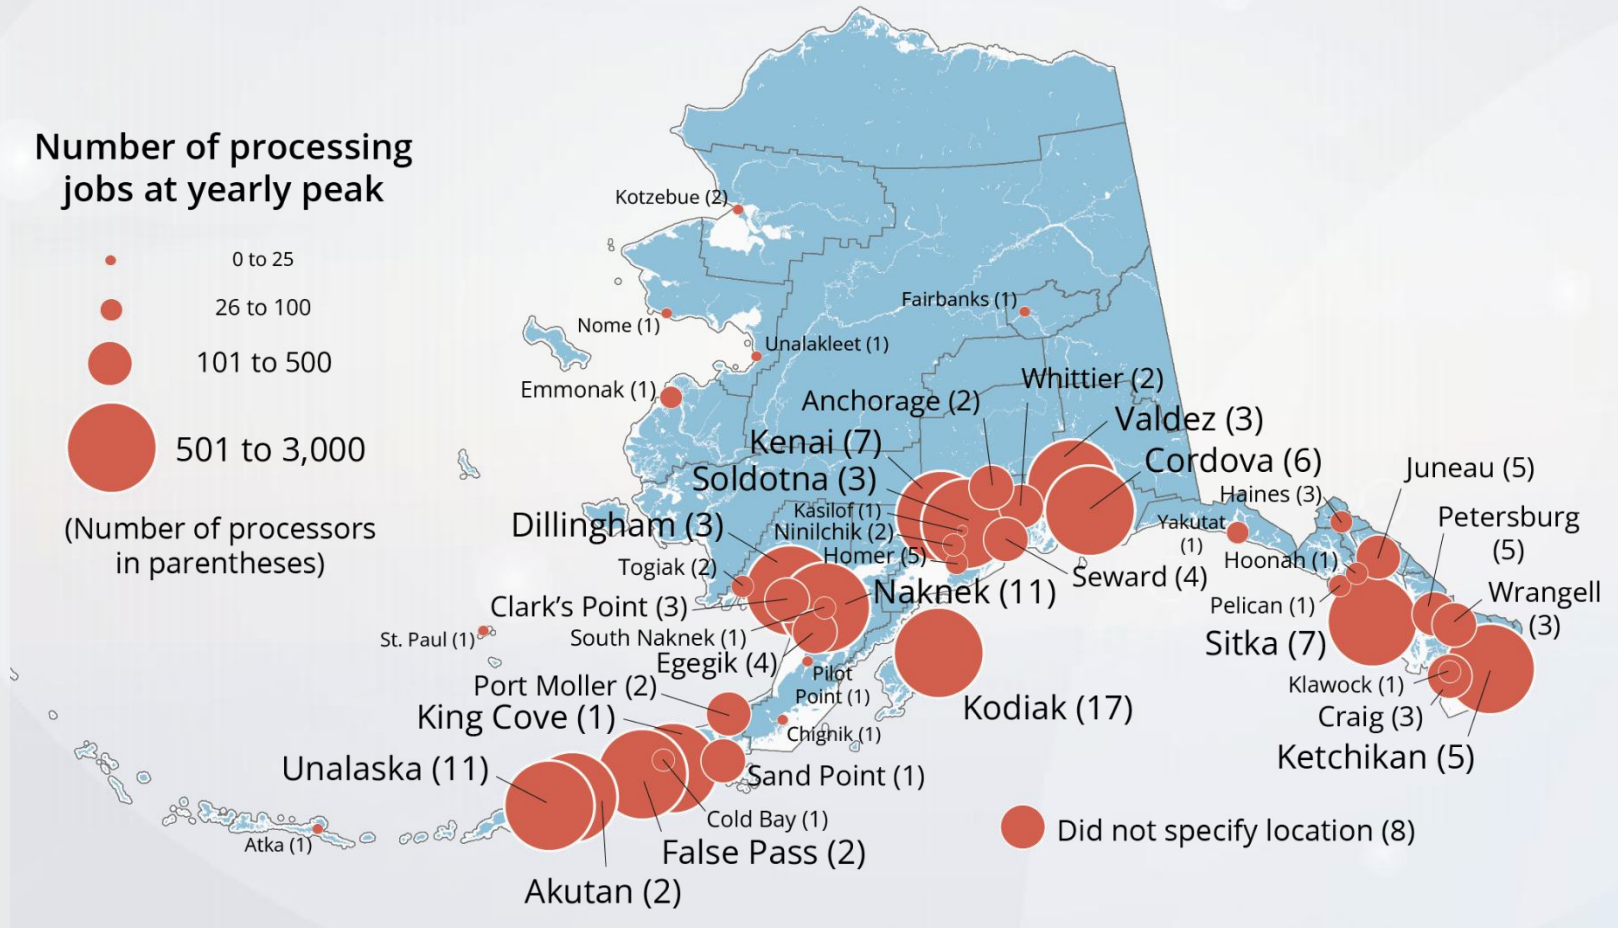 Number of processing
jobs at yearly peak
0 to 25
26 to 100
101 to 500
501 to 3,000
(Number of processors
in parentheses)
Kotzebue (2)
Nome (1)
Unalakleet (1)
Fairbanks (1)
Emmonak (1)
Whittier (2)
Anchorage (2)
Valdez (3)
Kenai (7)
Cordova (6)
Soldotna (3)
Juneau (5)
Haines (3)
Kasilof (1)
Petersburg
(5)
Dillingham (3)
Ninilchik (2)
Yakutat
(1)
Homer (5)
Hoonah (1)
Togiak (2)
Seward (4)
Naknek (11)
Wrangell
(3)
Clark's Point (3)
Pelican (1)
St. Paul (1)
South Naknek (1)
Sitka (7)
Egegik (4)
Pilot
Point (1)
Port Moller (2)
Klawock (1)
Kodiak (17)
King Cove (1)
Craig (3)
Chignik (1)
Ketchikan (5)
Unalaska (11)
Sand Point (1)
Cold Bay (1)
Did not specify location (8)
Atka (1)
False Pass (2)
Akutan (2)